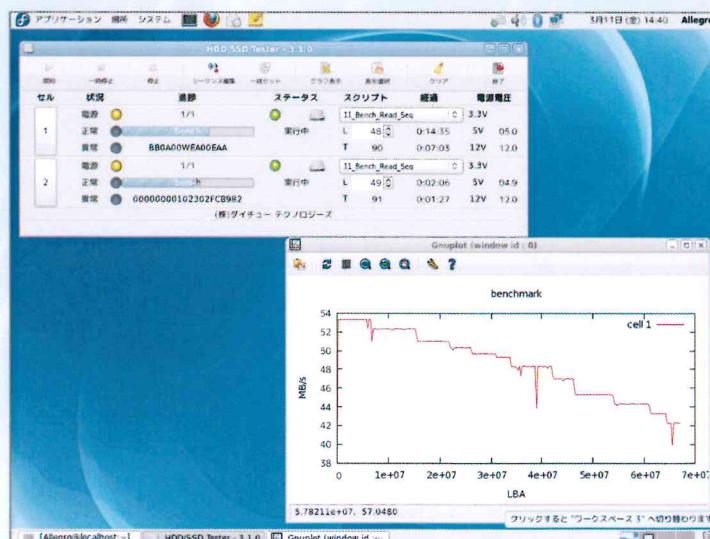 アプリケーション 場所 システム 3月11日 (金) 14:40 Allegro
HDD/SSD Tester - 3.1.0
開始 一時停止 停止 シーケンス編集 一括セット グラフ表示 表示選択 クリア 終了
セル 状況 進捗 ステータス スクリプト 経過 電源電圧
電源 1/1 11_Bench_Read_Seq 3.3V
1 正常 bench 実行中 L 48 0:14:35 5V 05.0
異常 BB0A00WEA00EAA T 90 0:07:03 12V 12.0
電源 1/1 11_Bench_Read_Seq 3.3V
2 正常 bench 実行中 L 49 0:02:06 5V 04.9
異常 00000000102302FCB982 T 91 0:01:27 12V 12.0
(株)ダイチュー テクノロジーズ
Gnuplot (window id : 0)
benchmark
cell 1
54
52
50
48
46
44
42
40
38
MB/s
0 1e+07 2e+07 3e+07 4e+07 5e+07 6e+07 7e+07
LBA
5.78211e+07, 57.0480
クリックすると "ワークスペース 3" へ切り替わります
[Allegro@localhost:~] HDD/SSD Tester - 3.1.0 Gnuplot (window id :